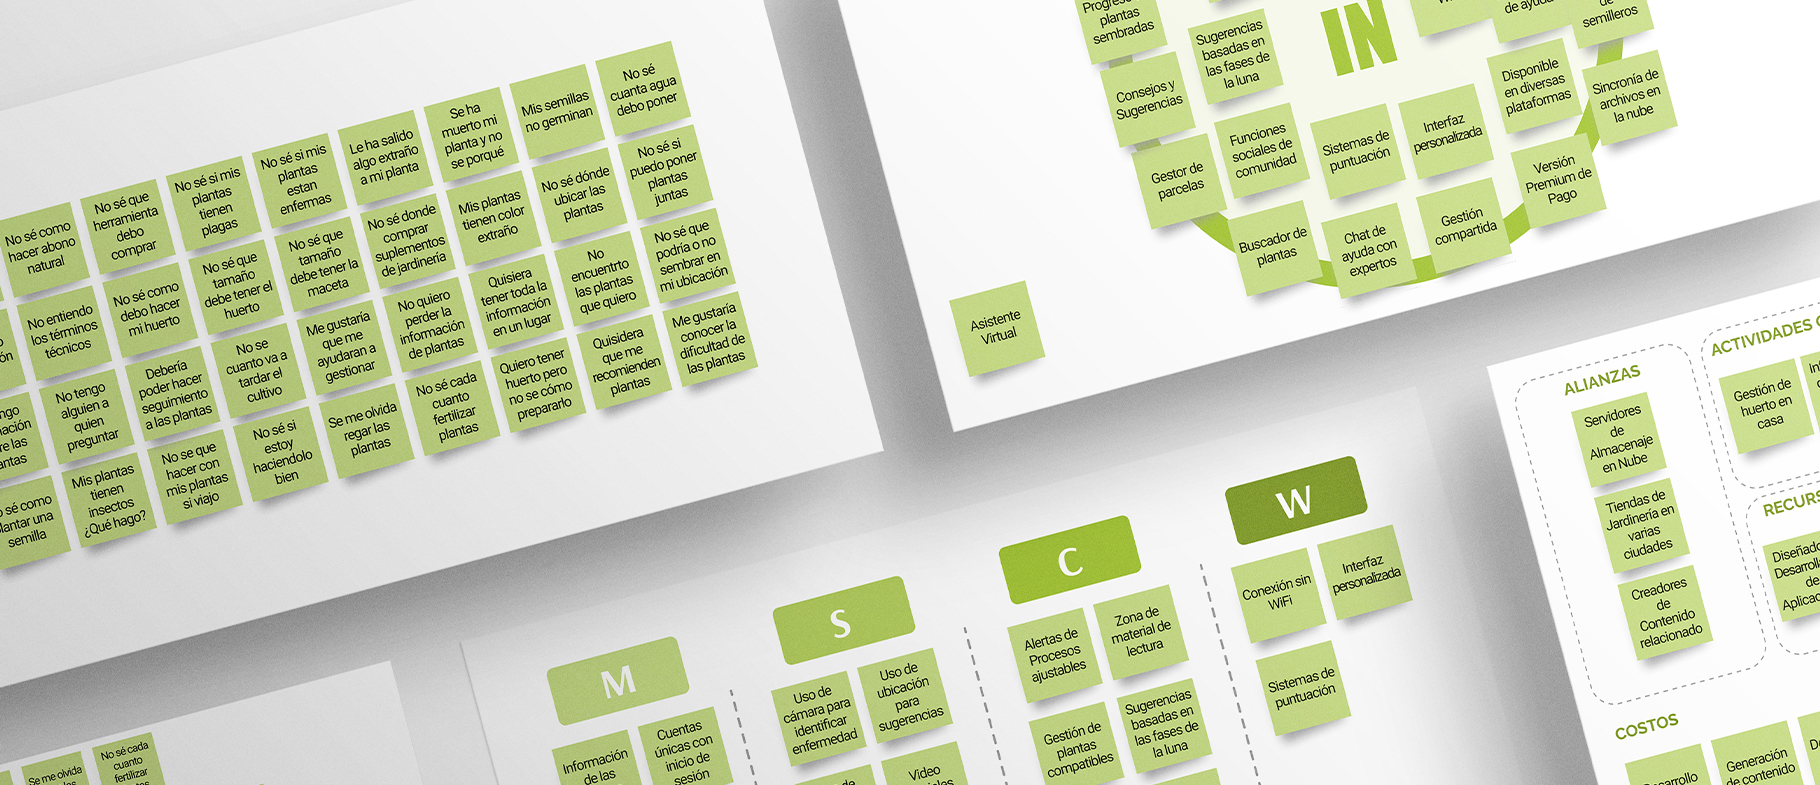 No sé
cuanta agua
debo poner
Mis semillas
no germinan
Se ha
muerto mi
planta y no
se porqué
Le ha salido
algo extraño
a mi planta
No sé si mis
plantas
estan
enfermas
No sé si mis
plantas
tienen
plagas
No sé que
herramienta
debo
comprar
No sé como
hacer abono
natural
No sé si
puedo poner
plantas
juntas
No sé dónde
ubicar las
plantas
Mis plantas
tienen color
extraño
No sé donde
comprar
suplementos
de jardinería
No sé que
tamaño
debe tener la
maceta
No sé que
tamaño
debe tener el
huerto
No sé como
debo hacer
mi huerto
No entiendo
los términos
técnicos
No sé que
podría o no
sembrar en
mi ubicación
No
encuentrto
las plantas
que quiero
Quisiera
tener toda la
información
en un lugar
No quiero
perder la
información
de plantas
Me gustaría
que me
ayudaran a
gestionar
No se
cuanto va a
tardar el
cultivo
Debería
poder hacer
seguimiento
a las plantas
No tengo
alguien a
quien
preguntar
Me gustaría
conocer la
dificultad de
las plantas
Quisidera
que me
recomienden
plantas
Quiero tener
huerto pero
no se cómo
prepararlo
No sé cada
cuanto
fertilizar
plantas
Se me olvida
regar las
plantas
No sé si
estoy
haciendolo
bien
No se que
hacer con
mis plantas
si viajo
Mis plantas
tienen
insectos
¿Qué hago?
sé como
plantar una
semilla
IN
plantas
sembradas
Sugerencias
basadas en
las fases de
la luna
de ayuda
de
semilleros
Consejos y
Sugerencias
Disponible
en diversas
plataformas
Sincronía de
archivos en
la nube
Gestor de
parcelas
Funciones
sociales de
comunidad
Sistemas de
puntuación
Interfaz
personalizada
Versión
Premium de
Pago
Buscador de
plantas
Chat de
ayuda con
expertos
Gestión
compartida
Asistente
Virtual
M
S
C
W
Información
de las
Cuentas
únicas con
inicio de
sesión
Uso de
cámara para
identificar
enfermedad
Uso de
ubicación
para
sugerencias
Video
Alertas de
Procesos
ajustables
Zona de
material de
lectura
Gestión de
plantas
compatibles
Sugerencias
basadas en
las fases de
la luna
Conexión sin
WiFi
Interfaz
personalizada
Sistemas de
puntuación
ALIANZAS
Servidores
de
Almacenaje
en Nube
Tiendas de
Jardinería en
varias
ciudades
Creadores
de
Contenido
relacionado
ACTIVIDADES
Gestión de
huerto en
casa
RECURS
COSTOS
Generación
de contenido
Se me olvida
No sé cada
cuanto
fertilizar